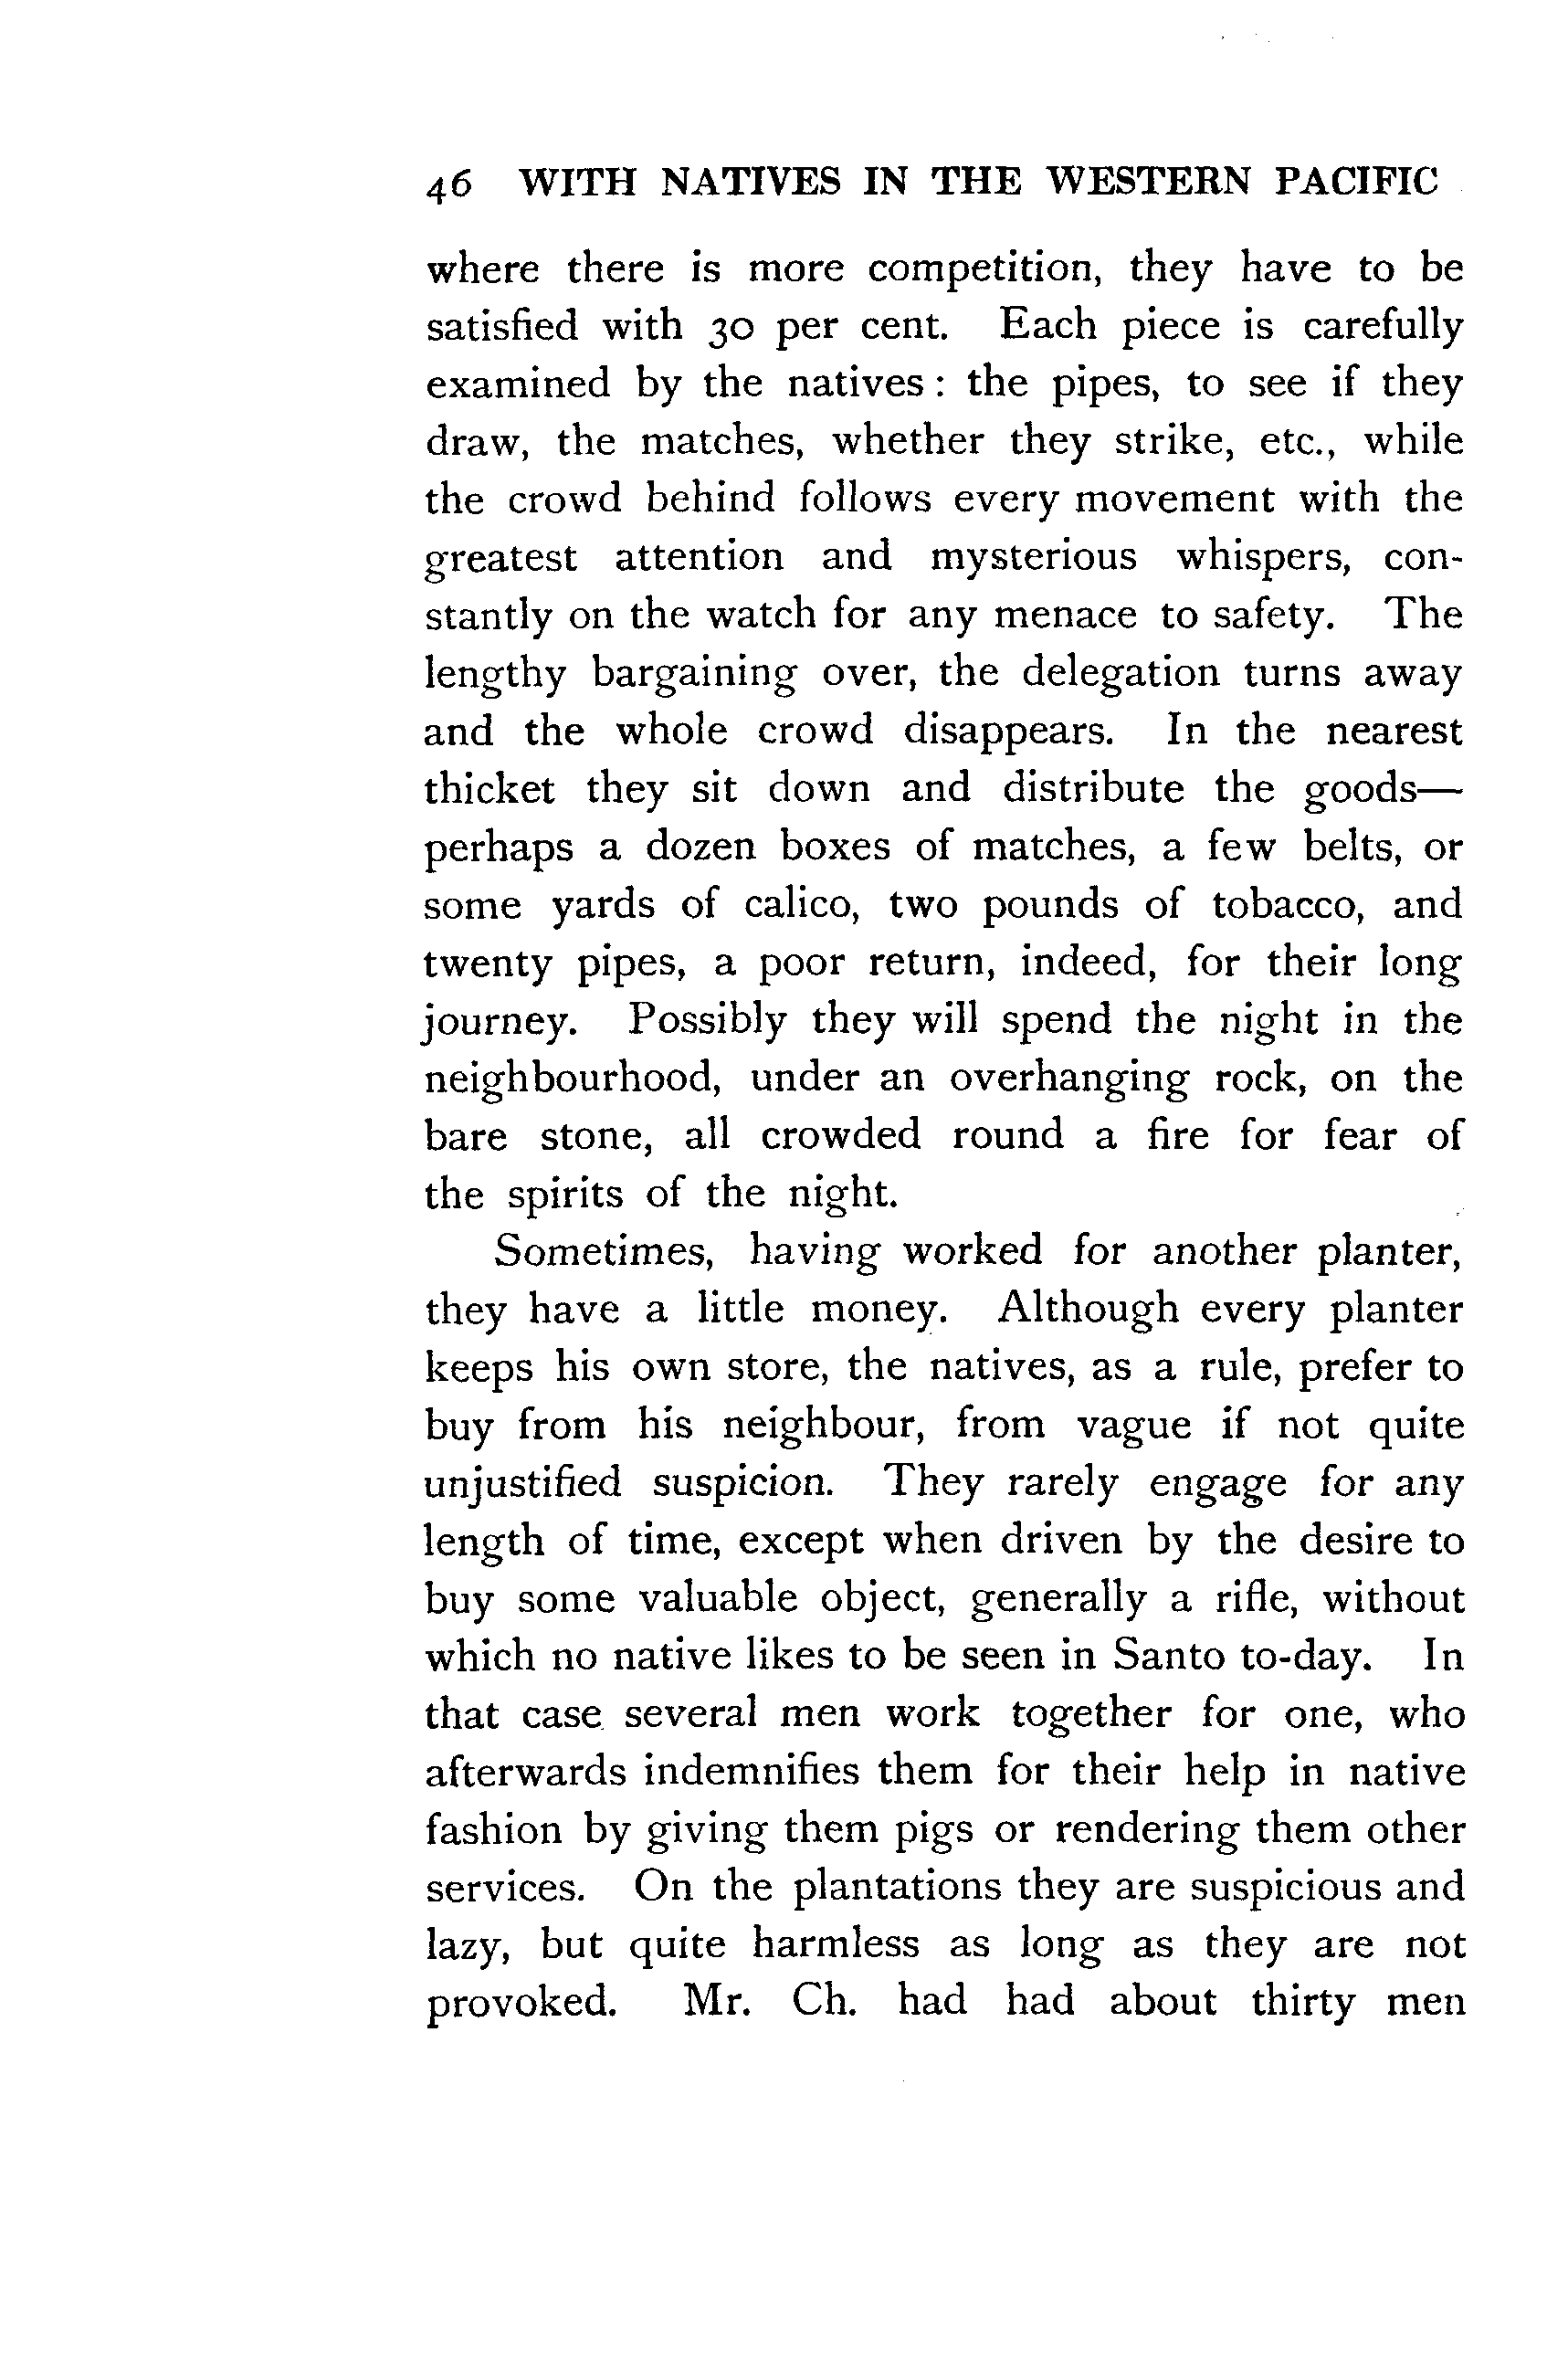 46 WITH NATIVES IN THE WESTERN PACIFIC
where there is more competition, they have to be
satisfied with 30 per cent. Each piece is carefully
examined by the natives : the pipes, to see if they
draw, the matches, whether they strike, etc., while
the crowd behind follows every movement with the
greatest attention and mysterious whispers, con-
stantly on the watch for any menace to safety. The
lengthy bargaining over, the delegation turns away
and the whole crowd disappears. In the nearest
thicket they sit down and distribute the goods—
perhaps a dozen boxes of matches, a few belts, or
some yards of calico, two pounds of tobacco, and
twenty pipes, a poor return, indeed, for their long
journey. Possibly they will spend the night in the
neighbourhood, under an overhanging rock, on the
bare stone, all crowded round a fire for fear of
the spirits of the night.
Sometimes, having worked for another planter,
they have a little money. Although every planter
keeps his own store, the natives, as a rule, prefer to
buy from his neighbour, from vague if not quite
unjustified suspicion. They rarely engage for any
length of time, except when driven by the desire to
buy some valuable object, generally a rifle, without
which no native likes to be seen in Santo to-day. In
that case several men work together for one, who
afterwards indemnifies them for their help in native
fashion by giving them pigs or rendering them other
services. On the plantations they are suspicious and
lazy, but quite harmless as long as they are not
provoked. Mr. Ch. had had about thirty men